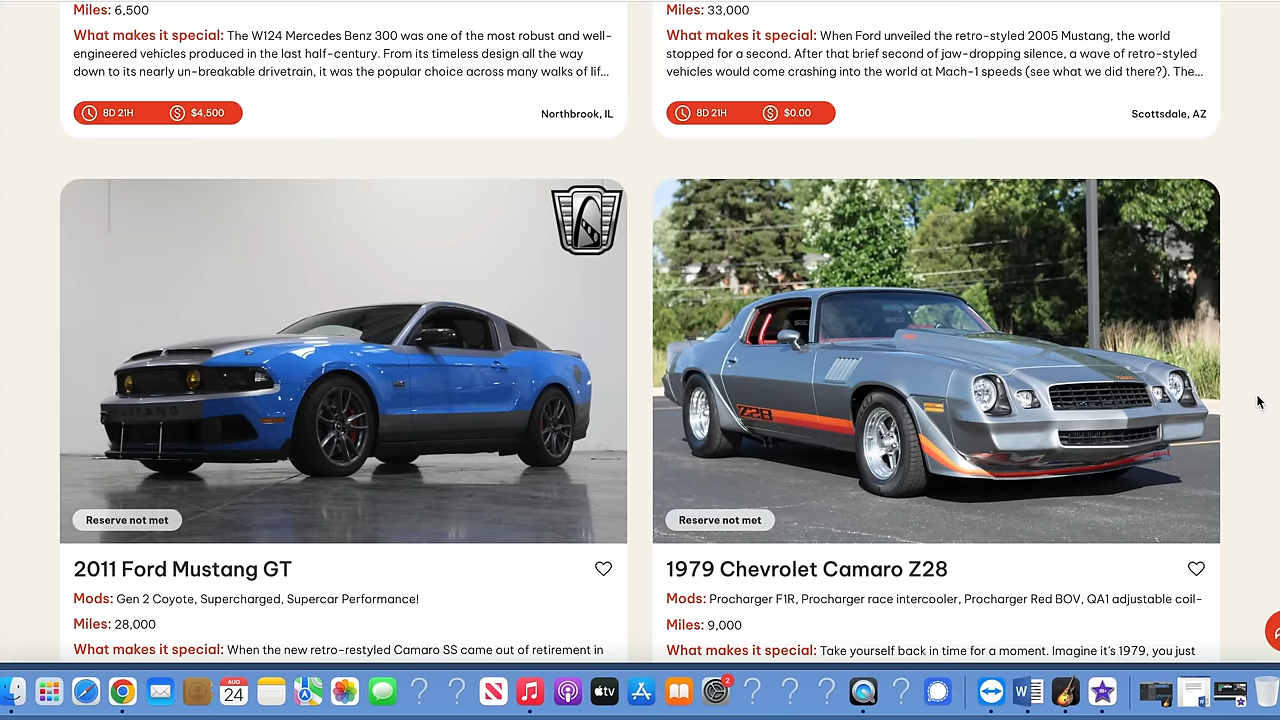 Miles: 6,500
What makes it special: The W124 Mercedes Benz 300 was one of the most robust and well-
engineered vehicles produced in the last half-century. From its timeless design all the way
down to its nearly un-breakable drivetrain, it was the popular choice across many walks of lif...
8D 21H $4,500 Northbrook, IL
Miles: 33,000
What makes it special: When Ford unveiled the retro-styled 2005 Mustang, the world
stopped for a second. After that brief second of jaw-dropping silence, a wave of retro-styled
vehicles would come crashing into the world at Mach-1 speeds (see what we did there?). The...
8D 21H $0.00 Scottsdale, AZ
MUSTANG
Reserve not met
2011 Ford Mustang GT
Mods: Gen 2 Coyote, Supercharged, Supercar Performance!
Miles: 28,000
What makes it special: When the new retro-restyled Camaro SS came out of retirement in
Z28
Reserve not met
1979 Chevrolet Camaro Z28
Mods: Procharger F1R, Procharger race intercooler, Procharger Red BOV, QA1 adjustable coil-
Miles: 9,000
What makes it special: Take yourself back in time for a moment. Imagine it's 1979, you just
AUG
24
tv
2
W